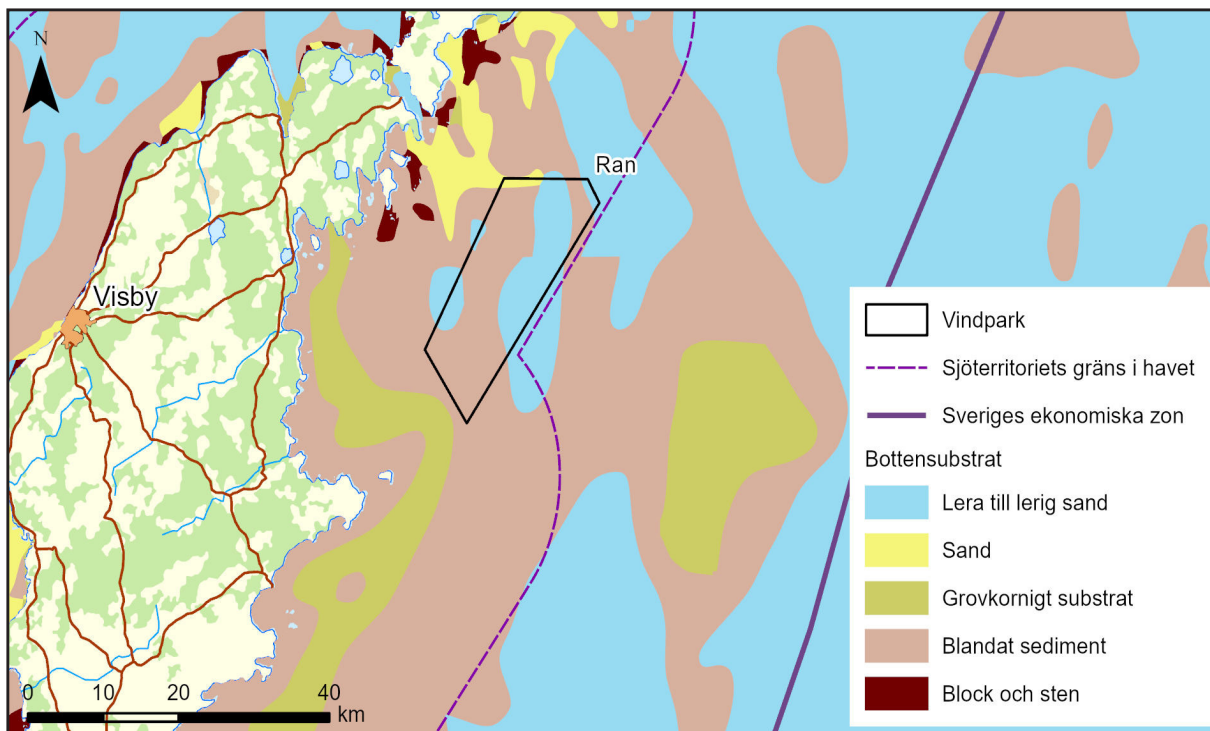 N
Ran
Visby
Vindpark
Sjöterritoriets gräns i havet
Sveriges ekonomiska zon
Bottensubstrat
Lera till lerig sand
Sand
Grovkornigt substrat
Blandat sediment
Block och sten
0 10 20 40
km